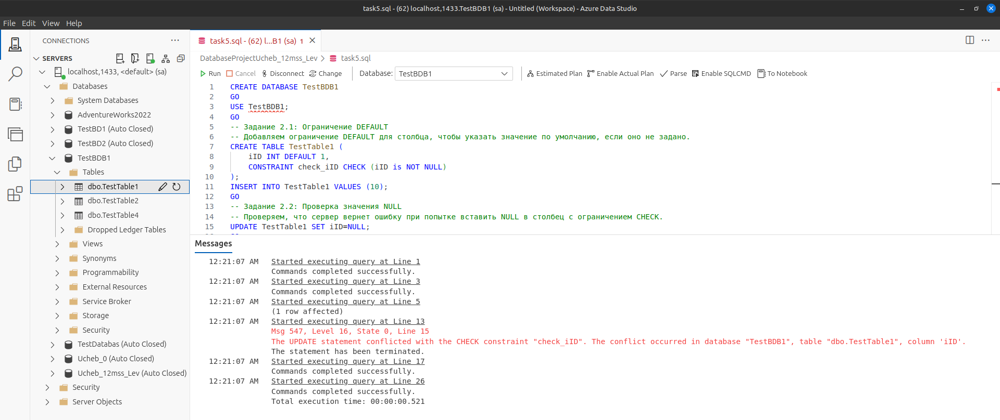 task5.sql - (62) localhost,1433.TestBDB1 (sa) - Untitled (Workspace) - Azure Data Studio
File Edit View Help
CONNECTIONS
SERVERS
localhost,1433, <default> (sa)
Databases
System Databases
AdventureWorks2022
TestBD1 (Auto Closed)
TestBD2 (Auto Closed)
TestBDB1
Tables
dbo.TestTable1
dbo.TestTable2
dbo.TestTable4
Dropped Ledger Tables
Views
Synonyms
Programmability
External Resources
Service Broker
Storage
Security
TestDatabas (Auto Closed)
Ucheb_0 (Auto Closed)
Ucheb_12mss_Lev (Auto Closed)
Security
Server Objects
task5.sql - (62) l...B1 (sa) 1
DatabaseProjectUcheb_12mss_Lev > task5.sql
Run Cancel Disconnect Change Database: TestBDB1 Estimated Plan Enable Actual Plan Parse Enable SQLCMD To Notebook
1 CREATE DATABASE TestBDB1
2 GO
3 USE TestBDB1;
4 GO
5 -- Задание 2.1: Ограничение DEFAULT
6 -- Добавляем ограничение DEFAULT для столбца, чтобы указать значение по умолчанию, если оно не задано.
7 CREATE TABLE TestTable1 (
8 iID INT DEFAULT 1,
9 CONSTRAINT check_iID CHECK (iID is NOT NULL)
10 );
11 INSERT INTO TestTable1 VALUES (10);
12 GO
13 -- Задание 2.2: Проверка значения NULL
14 -- Проверяем, что сервер вернет ошибку при попытке вставить NULL в столбец с ограничением CHECK.
15 UPDATE TestTable1 SET iID=NULL;
Messages
12:21:07 AM Started executing query at Line 1
Commands completed successfully.
12:21:07 AM Started executing query at Line 3
Commands completed successfully.
12:21:07 AM Started executing query at Line 5
(1 row affected)
12:21:07 AM Started executing query at Line 13
Msg 547, Level 16, State 0, Line 15
The UPDATE statement conflicted with the CHECK constraint "check_iID". The conflict occurred in database "TestBDB1", table "dbo.TestTable1", column 'iID'.
The statement has been terminated.
12:21:07 AM Started executing query at Line 17
Commands completed successfully.
12:21:07 AM Started executing query at Line 26
Commands completed successfully.
Total execution time: 00:00:00.521